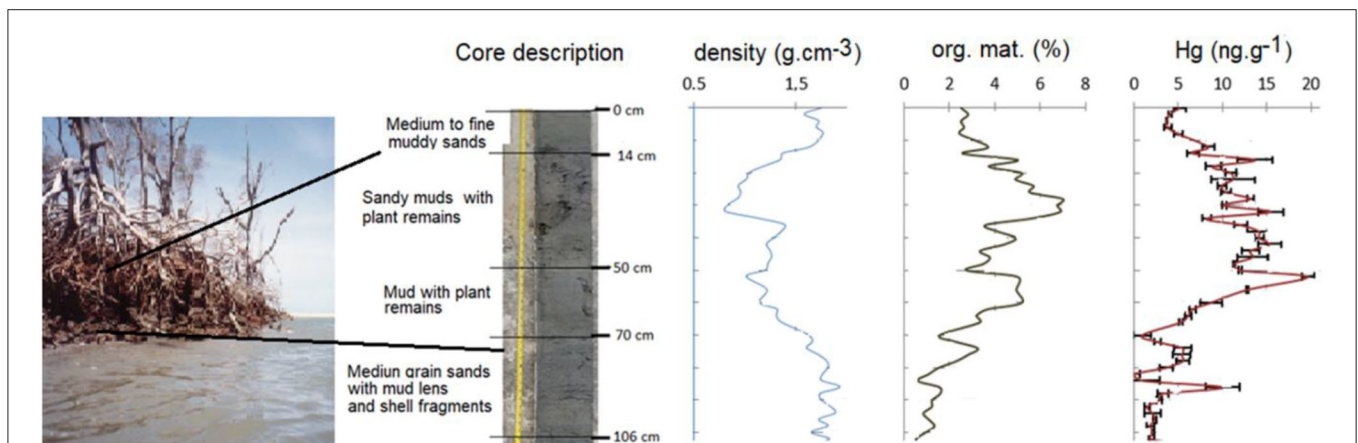 Core description
density (g.cm-3)
org. mat. (%)
Hg (ng.g-1)
0.5 1.5
0 2 4 6 8
0 5 10 15 20
0 cm
Medium to fine
muddy sands
14 cm
Sandy muds with
plant remains
50 cm
Mud with plant
remains
70 cm
Mediun grain sands
with mud lens
and shell fragments
106 cm